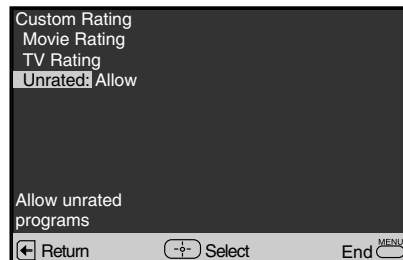 Custom Rating
Movie Rating
TV Rating
Unrated: Allow
Allow unrated
programs
Return Select End MENU